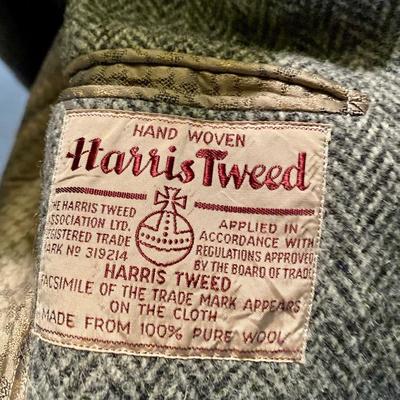 HAND WOVEN
Harris Tweed
THE HARRIS TWEED
ASSOCIATION LTD.
REGISTERED TRADE
MARK Nº 319214
APPLIED IN
ACCORDANCE WITH
REGULATIONS APPROVED
BY THE BOARD OF TRADE
HARRIS TWEED
FACSIMILE OF THE TRADE MARK APPEARS
ON THE CLOTH
MADE FROM 100% PURE WOOL